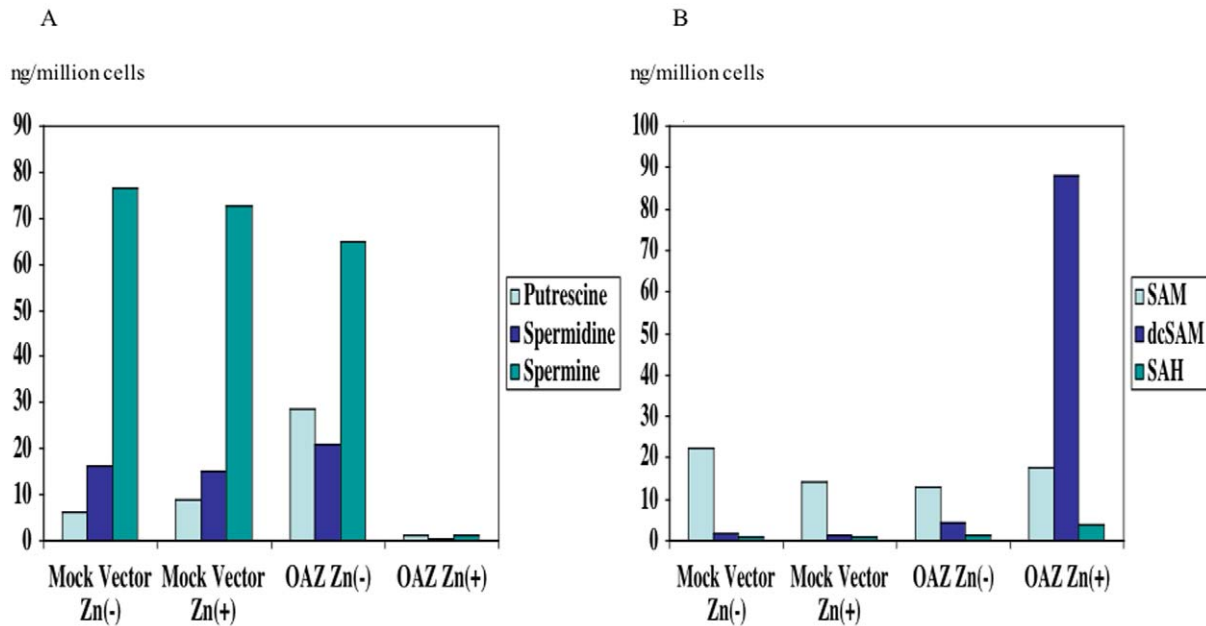 A
ng/million cells
90
80
70
60
50
40
30
20
10
0
Mock Vector
Zn(-)
Mock Vector
Zn(+)
OAZ Zn(-)
OAZ Zn(+)
Putrescine
Spermidine
Spermine
B
ng/million cells
100
90
80
70
60
50
40
30
20
10
0
Mock Vector
Zn(-)
Mock Vector
Zn(+)
OAZ Zn(-)
OAZ Zn(+)
SAM
dcSAM
SAH